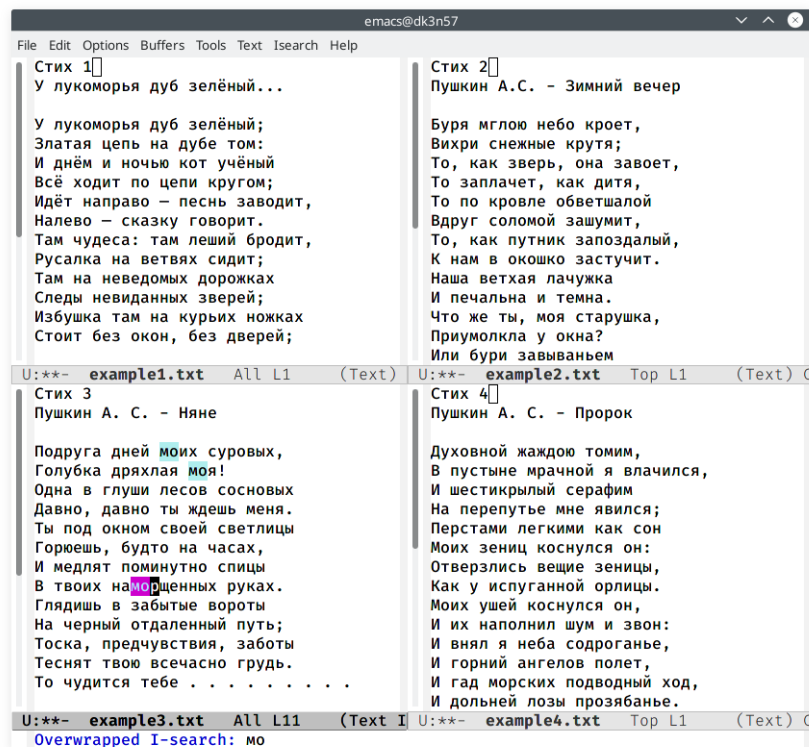 emacs@dk3n57
File Edit Options Buffers Tools Text Isearch Help
Стих 1
У лукоморья дуб зелёный...
У лукоморья дуб зелёный;
Златая цепь на дубе том:
И днём и ночью кот учёный
Всё ходит по цепи кругом;
Идёт направо — песнь заводит,
Налево — сказку говорит.
Там чудеса: там леший бродит,
Русалка на ветвях сидит;
Там на неведомых дорожках
Следы невиданных зверей;
Избушка там на курьих ножках
Стоит без окон, без дверей;
U:**- example1.txt All L1 (Text)
Стих 2
Пушкин А.С. - Зимний вечер
Буря мглою небо кроет,
Вихри снежные крутя;
То, как зверь, она завоет,
То заплачет, как дитя,
То по кровле обветшалой
Вдруг соломой зашумит,
То, как путник запоздалый,
К нам в окошко застучит.
Наша ветхая лачужка
И печальна и темна.
Что же ты, моя старушка,
Приумолкла у окна?
Или бури завываньем
U:**- example2.txt Top L1 (Text)
Стих 3
Пушкин А. С. - Няне
Подруга дней моих суровых,
Голубка дряхлая моя!
Одна в глуши лесов сосновых
Давно, давно ты ждешь меня.
Ты под окном своей светлицы
Горюешь, будто на часах,
И медлят поминутно спицы
В твоих наморщенных руках.
Глядишь в забытые вороты
На черный отдаленный путь;
Тоска, предчувствия, заботы
Теснят твою всечасно грудь.
То чудится тебе . . . . . . . . .
U:**- example3.txt All L11 (Text I
Стих 4
Пушкин А. С. - Пророк
Духовной жаждою томим,
В пустыне мрачной я влачился,
И шестикрылый серафим
На перепутье мне явился;
Перстами легкими как сон
Моих зениц коснулся он:
Отверзлись вещие зеницы,
Как у испуганной орлицы.
Моих ушей коснулся он,
И их наполнил шум и звон:
И внял я неба содроганье,
И горний ангелов полет,
И гад морских подводный ход,
И дольней лозы прозябанье.
U:**- example4.txt Top L1 (Text)
Overwrapped I-search: мо